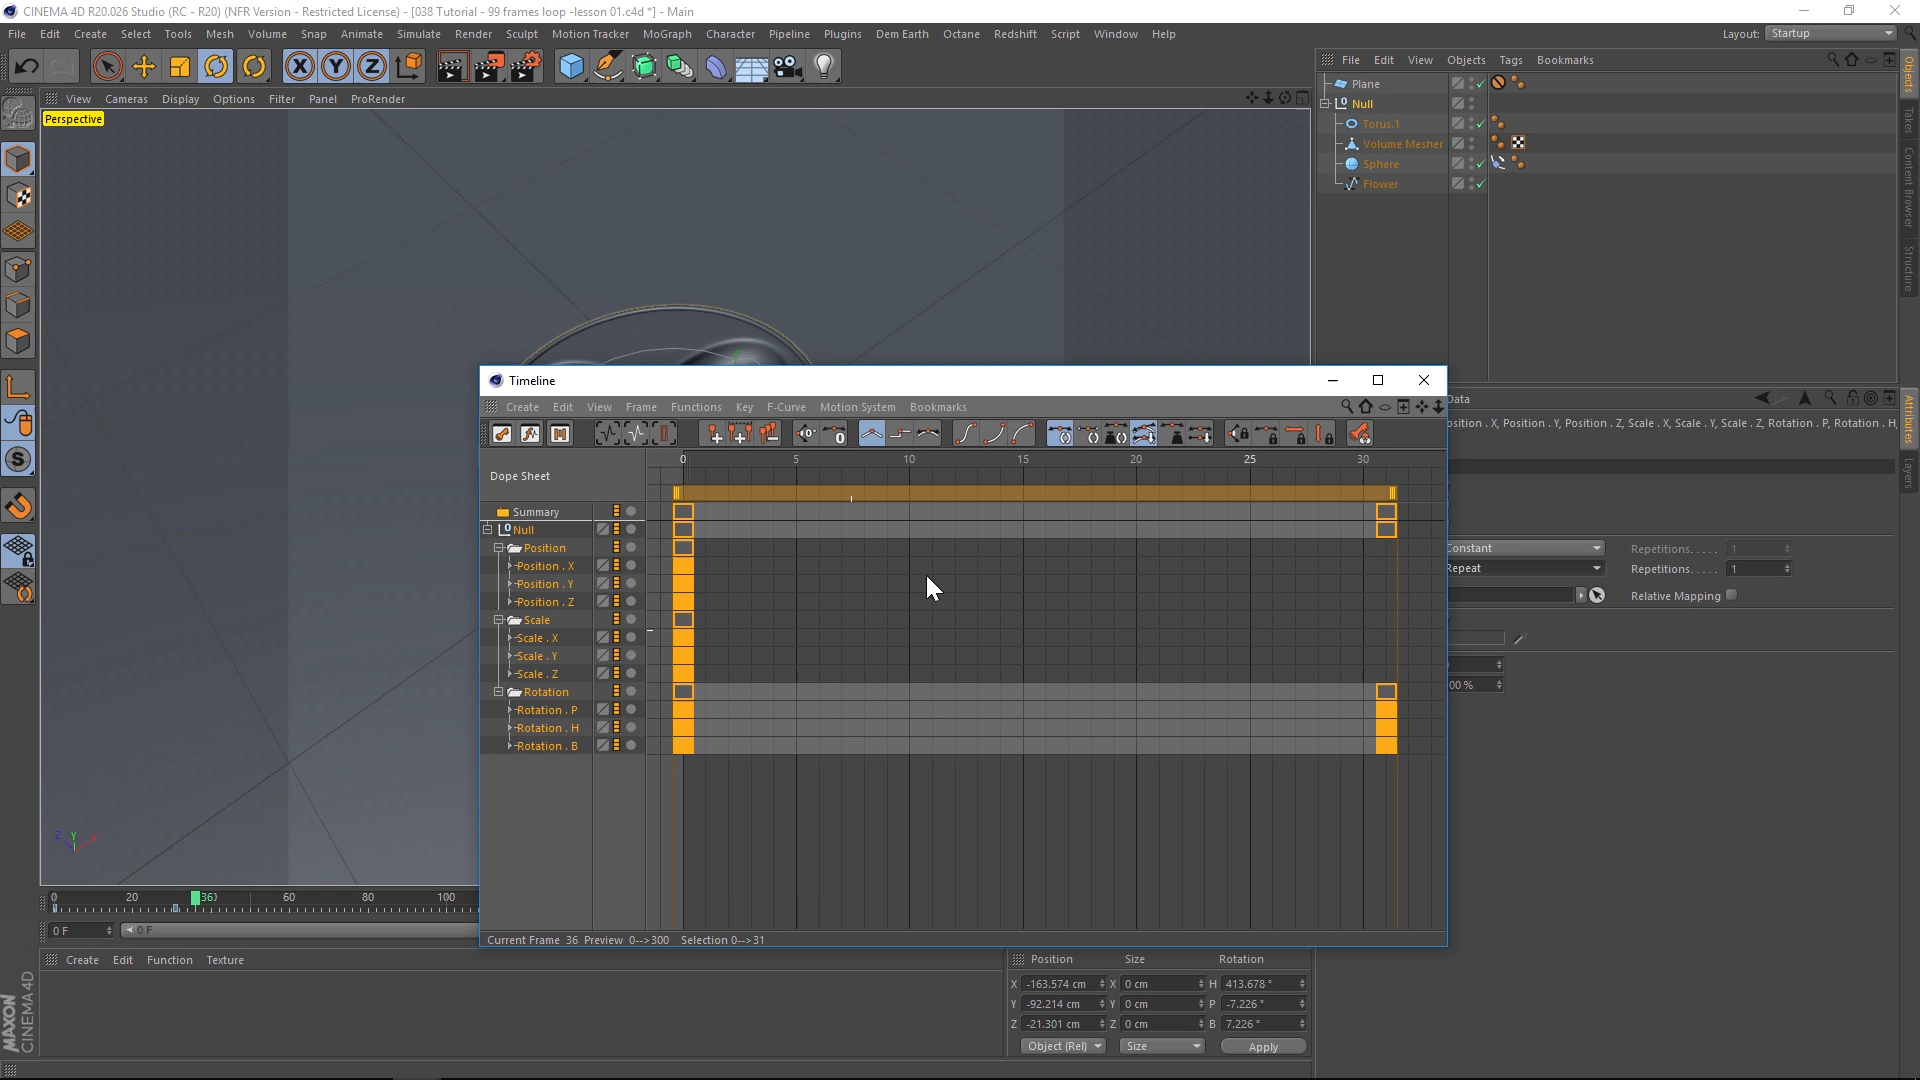 CINEMA 4D R20.026 Studio (RC - R20) (NFR Version - Restricted License) - [038 Tutorial - 99 frames loop -lesson 01.c4d *] - Main
File Edit Create Select Tools Mesh Volume Snap Animate Simulate Render Sculpt Motion Tracker MoGraph Character Pipeline Plugins Dem Earth Octane Redshift Script Window Help
Layout: Startup
View Cameras Display Options Filter Panel ProRender
Perspective
File Edit View Objects Tags Bookmarks
Plane
Null
Torus.1
Volume Mesher
Sphere
Flower
Objects
Takes
Content Browser
Structure
Attributes
Layers
Timeline
Create Edit View Frame Functions Key F-Curve Motion System Bookmarks
Dope Sheet
0 5 10 15 20 25 30
Summary
Null
Position
Position . X
Position . Y
Position . Z
Scale
Scale . X
Scale . Y
Scale . Z
Rotation
Rotation . P
Rotation . H
Rotation . B
Current Frame 36 Preview 0-->300 Selection 0-->31
Data
osition . X, Position . Y, Position . Z, Scale . X, Scale . Y, Scale . Z, Rotation . P, Rotation . H,
Constant
Repetitions..... 1
Repeat
Repetitions..... 1
Relative Mapping
00 %
X Y Z
Z Y X
0 20 36 60 80 100
0 F
0 F
Create Edit Function Texture
Position Size Rotation
X -163.574 cm X 0 cm H 413.678 °
Y -92.214 cm Y 0 cm P -7.226 °
Z -21.301 cm Z 0 cm B 7.226 °
Object (Rel) Size Apply
MAXON
CINEMA 4D